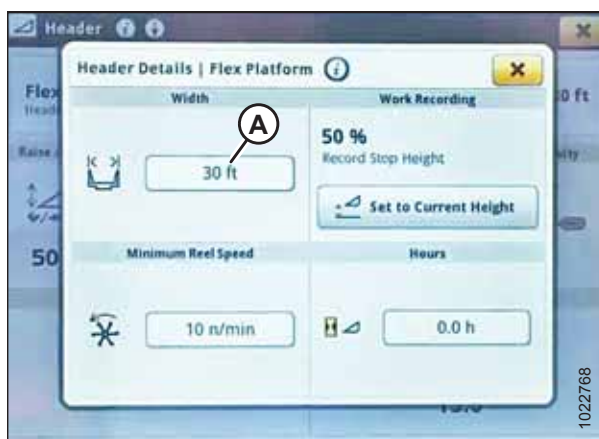 Header
Header Details | Flex Platform
Flex
0 ft
Width
Work Recording
A
50 %
Record Stop Height
30 ft
Set to Current Height
50
Minimum Reel Speed
Hours
10 n/min
0.0 h
1022768